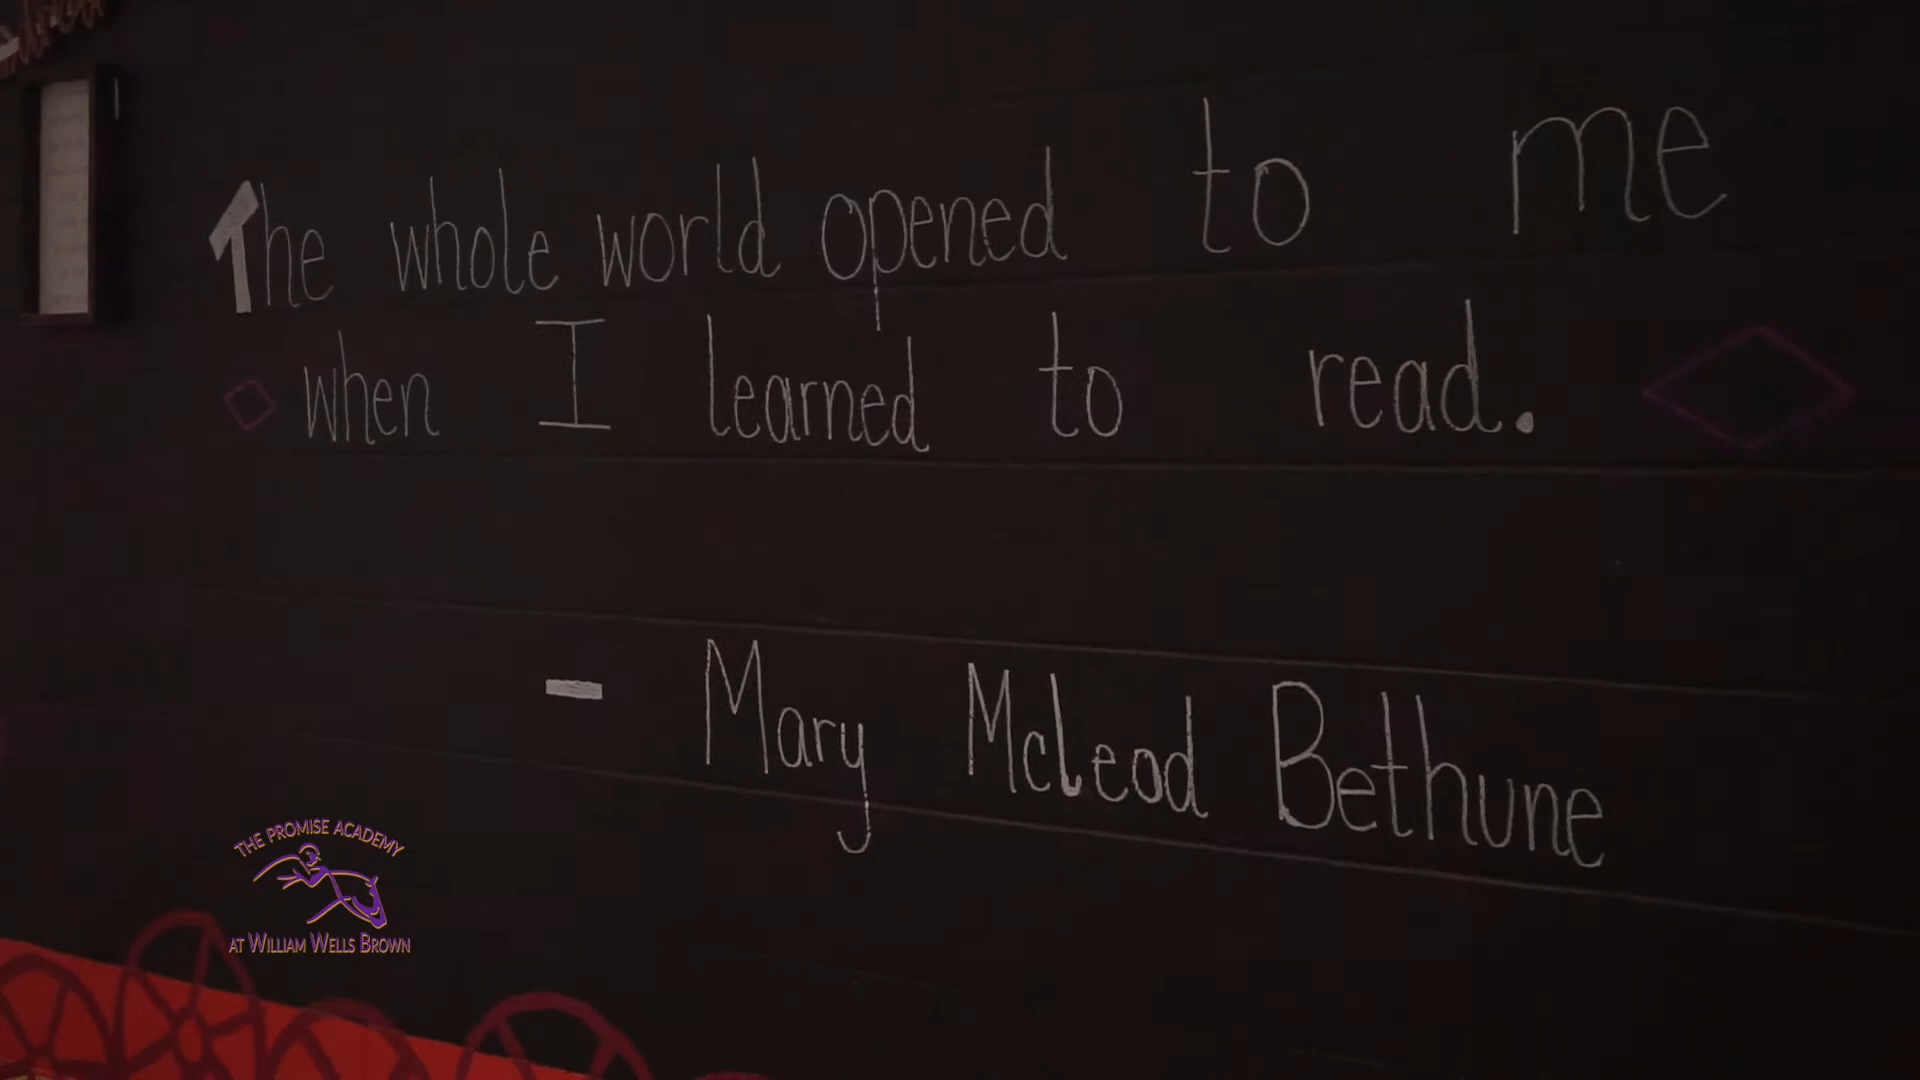 The whole world opened to me
when I learned to read.
- Mary McLeod Bethune
THE PROMISE ACADEMY
AT WILLIAM WELLS BROWN